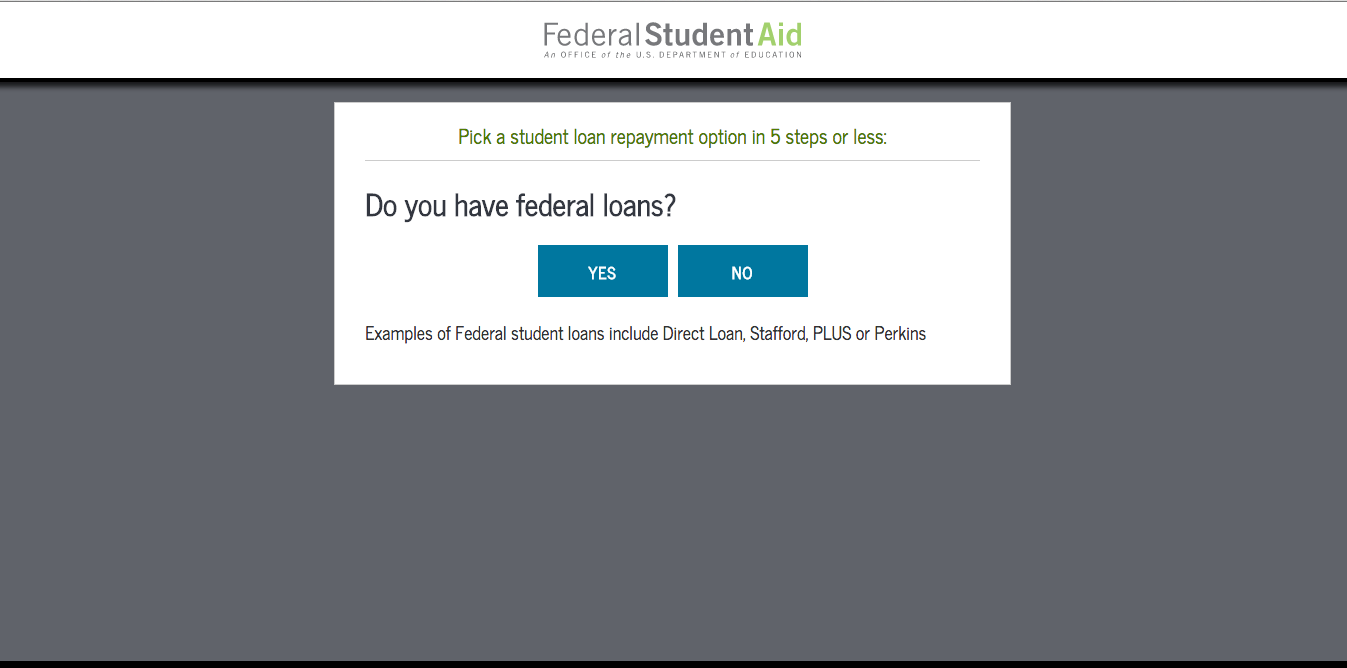 Federal Student Aid
An OFFICE of the U.S. DEPARTMENT of EDUCATION
Pick a student loan repayment option in 5 steps or less:
Do you have federal loans?
YES NO
Examples of Federal student loans include Direct Loan, Stafford, PLUS or Perkins